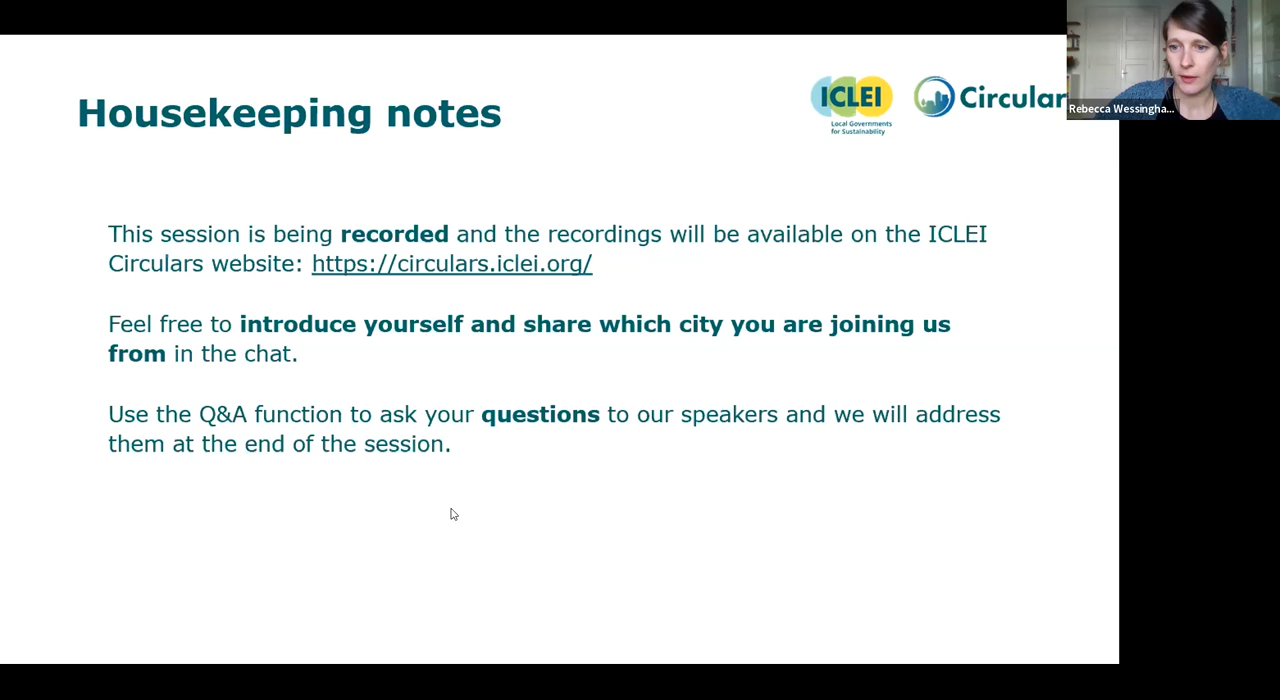 Housekeeping notes
ICLEI
Local Governments
for Sustainability
Circular
Rebecca Wessingha...
This session is being recorded and the recordings will be available on the ICLEI
Circulars website: https://circulars.iclei.org/
Feel free to introduce yourself and share which city you are joining us
from in the chat.
Use the Q&A function to ask your questions to our speakers and we will address
them at the end of the session.